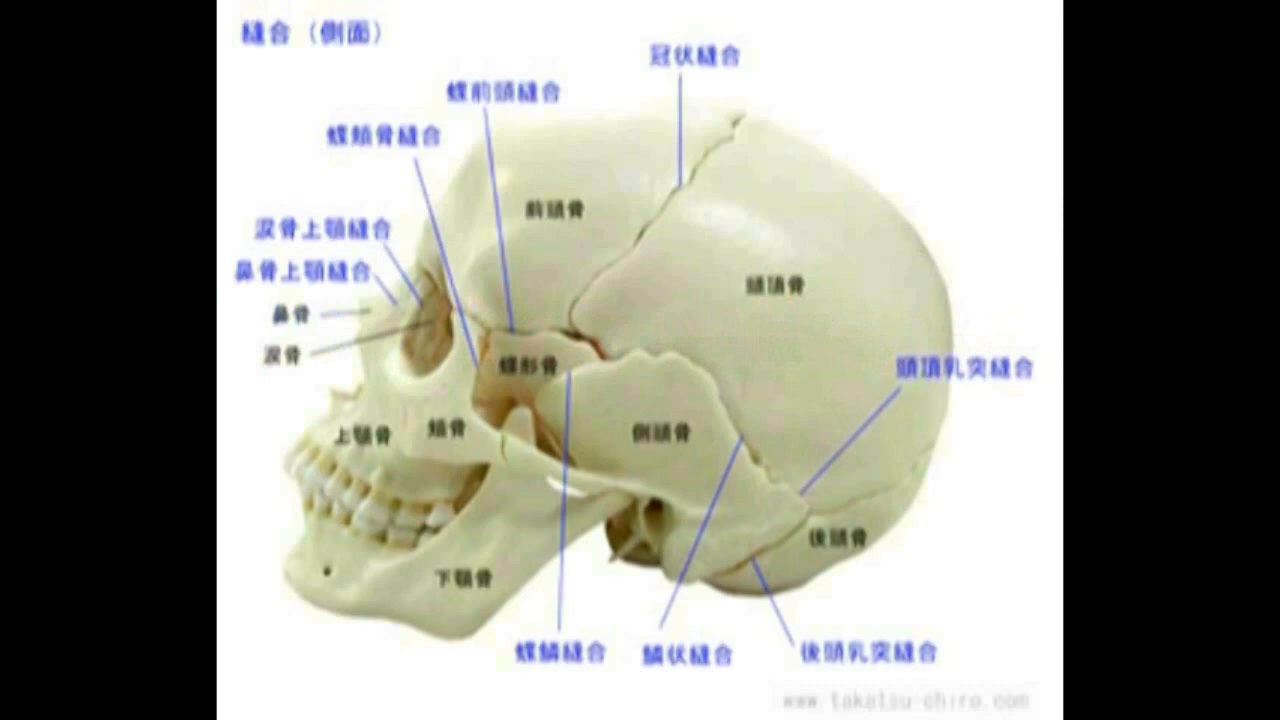 縫合（側面）
冠状縫合
蝶前頭縫合
蝶頬骨縫合
前頭骨
涙骨上顎縫合
鼻骨上顎縫合
頭頂骨
鼻骨
涙骨
蝶形骨
頭頂乳突縫合
上顎骨
頬骨
側頭骨
後頭骨
下顎骨
蝶鱗縫合
鱗状縫合
後頭乳突縫合
www.takatsu-chiro.com